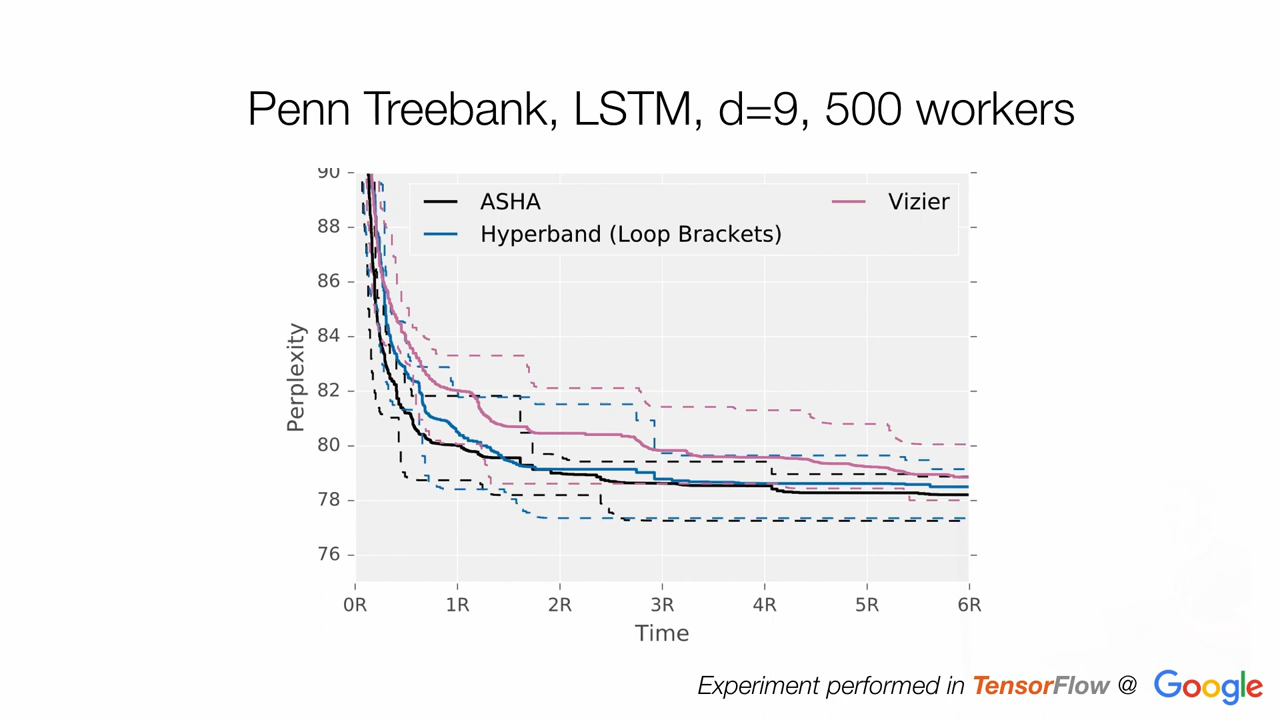 Penn Treebank, LSTM, d=9, 500 workers
90
88
86
84
82
80
78
76
Perplexity
ASHA
Hyperband (Loop Brackets)
Vizier
0R 1R 2R 3R 4R 5R 6R
Time
Experiment performed in TensorFlow @ Google